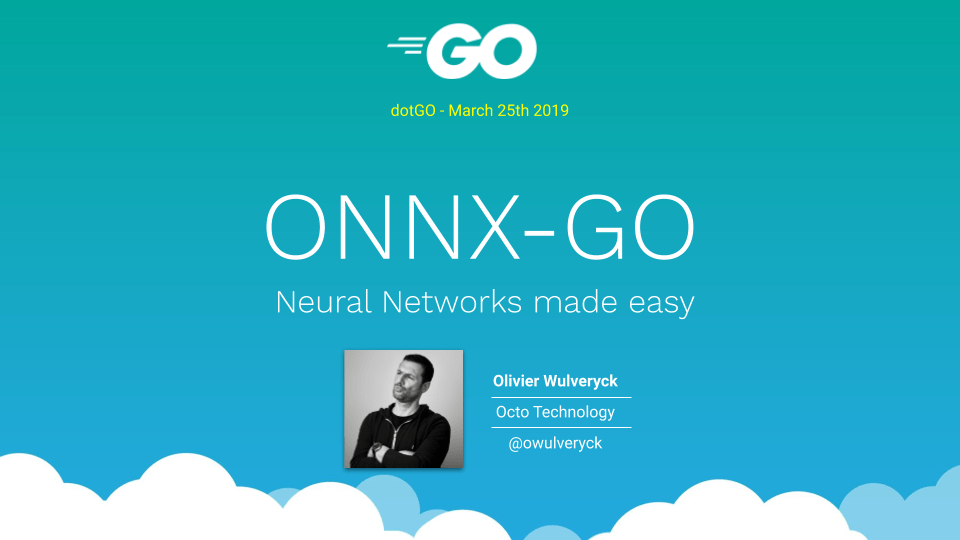 GO
dotGO - March 25th 2019
ONNX-GO
Neural Networks made easy
Olivier Wulveryck
Octo Technology
@owulveryck